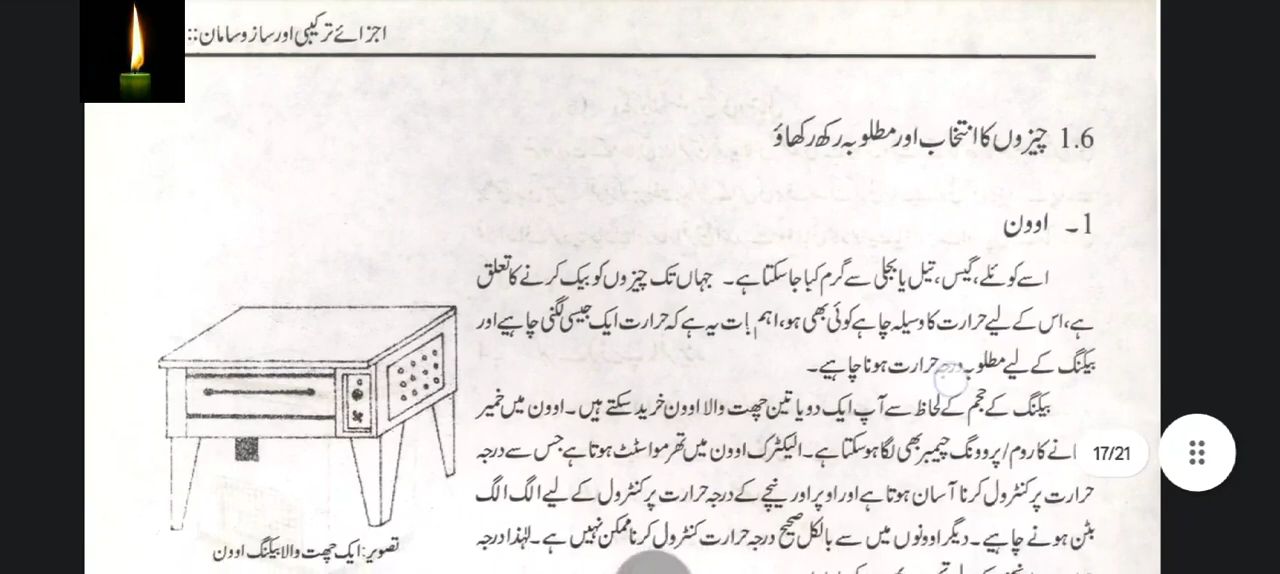 اجزائے ترکیبی اور ساز و سامان::
1.6 چیزوں کا انتخاب اور مطلوبہ رکھ رکھاؤ
1۔ اوون
اسے کوئلے، گیس، تیل یا بجلی سے گرم کیا جا سکتا ہے۔ جہاں تک چیزوں کو بیک کرنے کا تعلق
ہے، اس کے لیے حرارت کا وسیلہ چاہے کوئی بھی ہو، اہم بات یہ ہے کہ حرارت ایک جیسی لگنی چاہیے اور
بیکنگ کے لیے مطلوبہ درجہ حرارت ہونا چاہیے۔
بیکنگ کے حجم کے لحاظ سے آپ ایک دو یا تین چھت والا اوون خرید سکتے ہیں۔ اوون میں خمیر
انے کا روم/پروونگ چیمبر بھی لگا ہو سکتا ہے۔ الیکٹرک اوون میں تھرمواسٹٹ ہوتا ہے جس سے درجہ
17/21
حرارت پر کنٹرول کرنا آسان ہوتا ہے اور اوپر اور نیچے کے درجہ حرارت پر کنٹرول کے لیے الگ الگ
بٹن ہونے چاہیے۔ دیگر اوونوں میں سے بالکل صحیح درجہ حرارت کنٹرول کرنا ممکن نہیں ہے۔ لہٰذا درجہ
تصویر: ایک چھت والا بیکنگ اوون